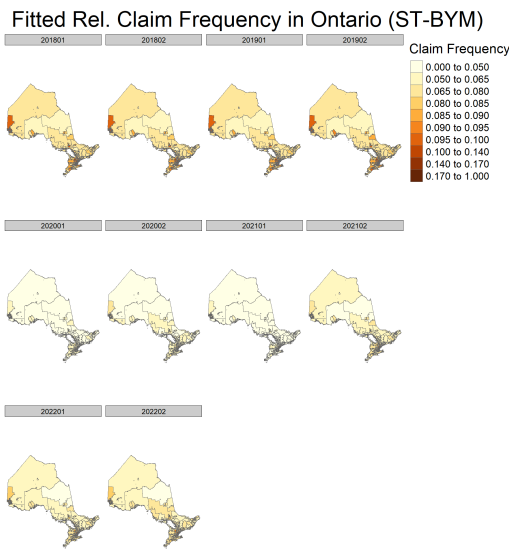 Fitted Rel. Claim Frequency in Ontario (ST-BYM)
201801 201802 201901 201902
Claim Frequency
0.000 to 0.050
0.050 to 0.065
0.065 to 0.080
0.080 to 0.085
0.085 to 0.090
0.090 to 0.095
0.095 to 0.100
0.100 to 0.140
0.140 to 0.170
0.170 to 1.000
202001 202002 202101 202102
202201 202202